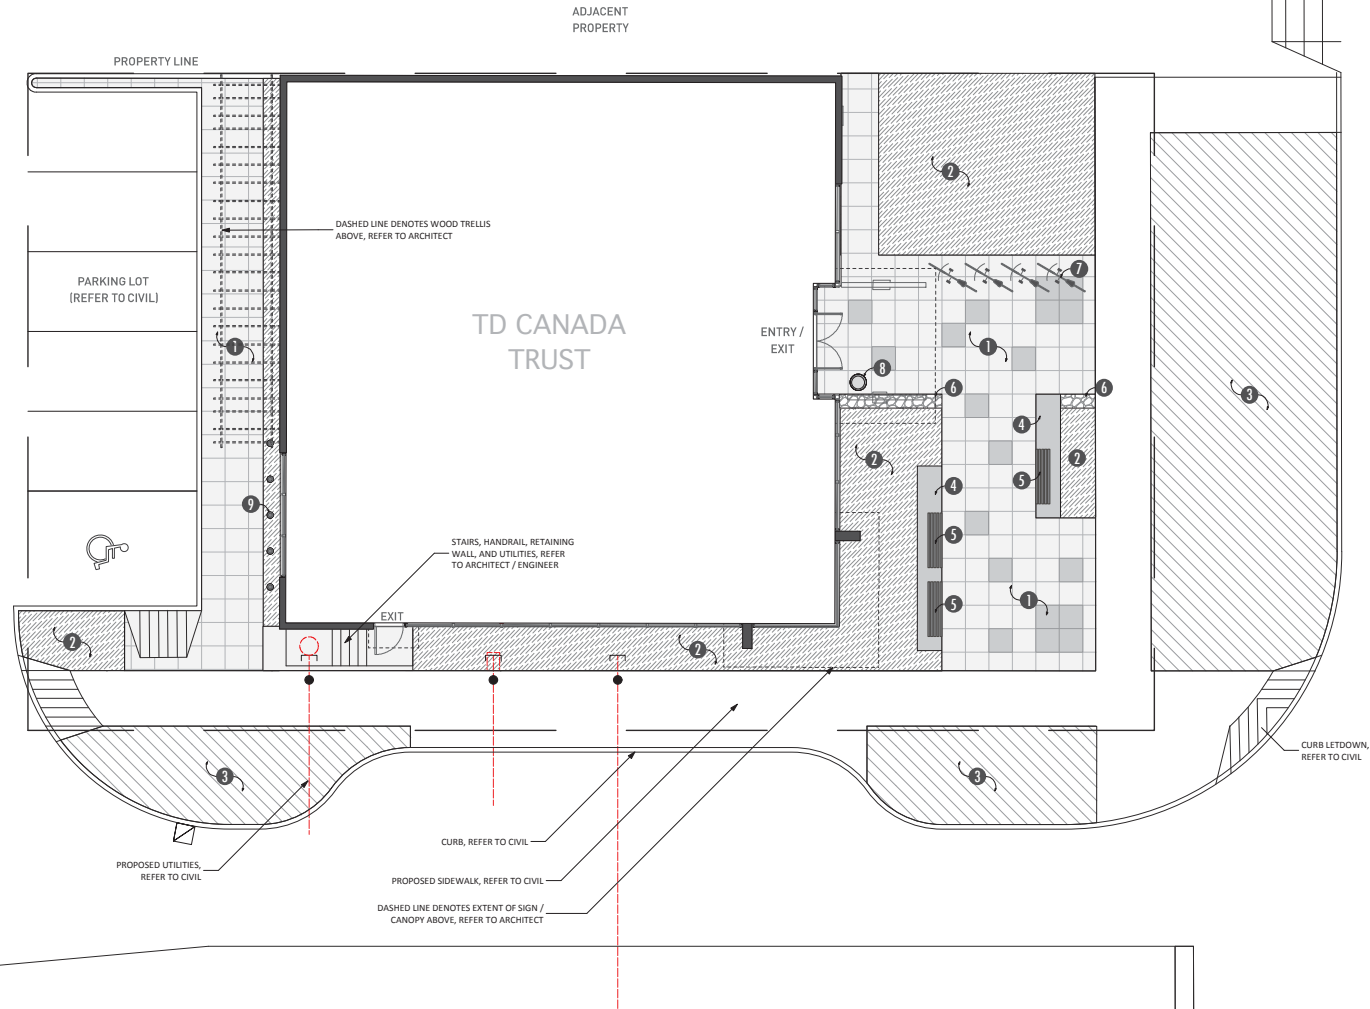 ADJACENT
PROPERTY
PROPERTY LINE
2
DASHED LINE DENOTES WOOD TRELLIS
ABOVE, REFER TO ARCHITECT
7
PARKING LOT
(REFER TO CIVIL)
TD CANADA
TRUST
ENTRY /
EXIT
1
1
8
6
6
3
4
2
2
5
4
9
5
STAIRS, HANDRAIL, RETAINING
WALL, AND UTILITIES, REFER
TO ARCHITECT / ENGINEER
5
1
EXIT
2
2
CURB LETDOWN,
REFER TO CIVIL
3
3
CURB, REFER TO CIVIL
PROPOSED UTILITIES,
REFER TO CIVIL
PROPOSED SIDEWALK, REFER TO CIVIL
DASHED LINE DENOTES EXTENT OF SIGN /
CANOPY ABOVE, REFER TO ARCHITECT